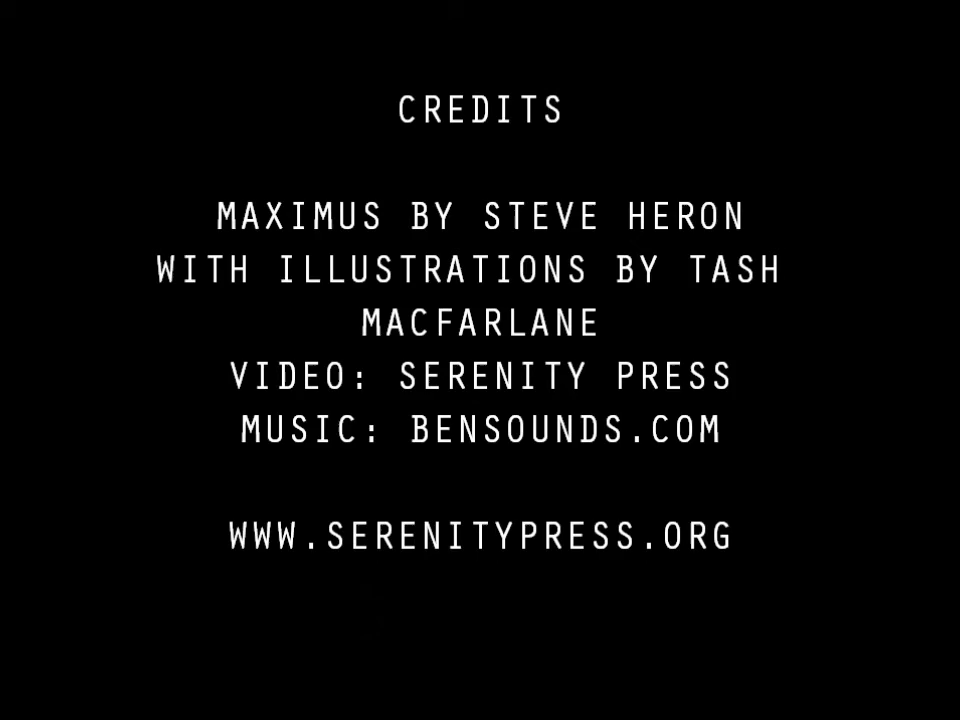 CREDITS
MAXIMUS BY STEVE HERON
WITH ILLUSTRATIONS BY TASH
MACFARLANE
VIDEO: SERENITY PRESS
MUSIC: BENSOUNDS.COM
WWW.SERENITYPRESS.ORG